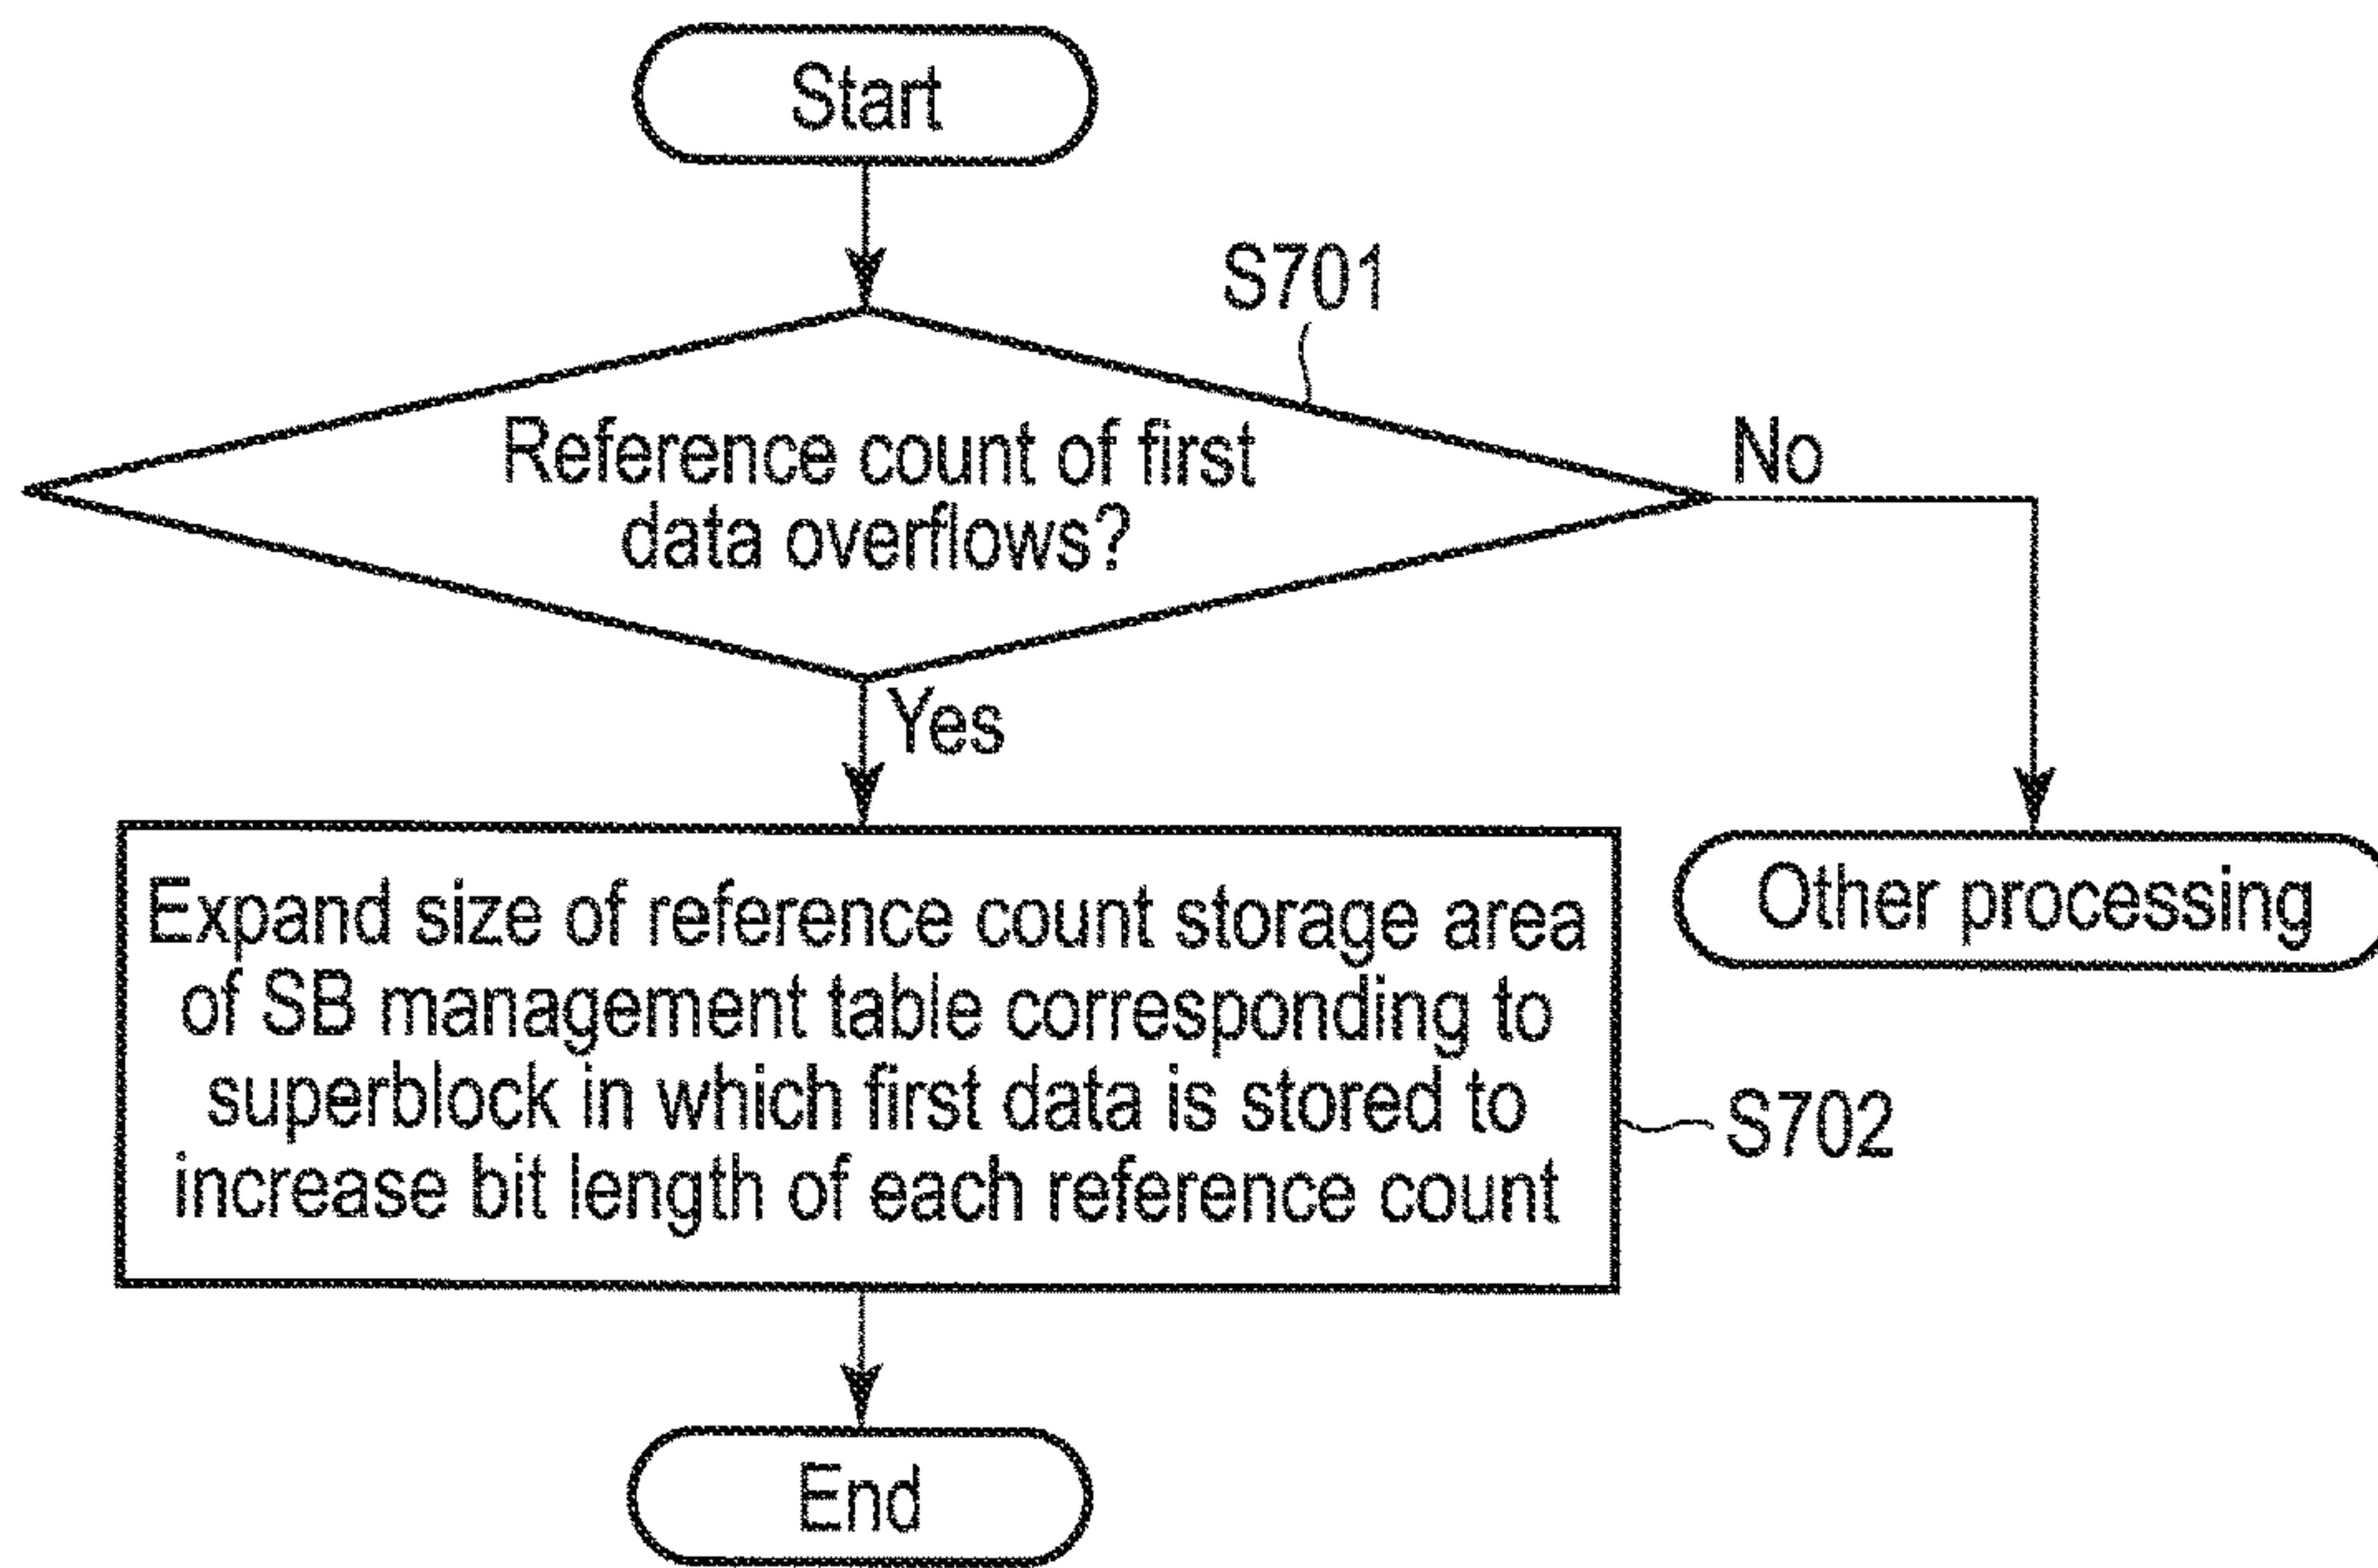 Start
S701
Reference count of first
data overflows?
No
Yes
Expand size of reference count storage area
of SB management table corresponding to
superblock in which first data is stored to
increase bit length of each reference count
Other processing
S702
End